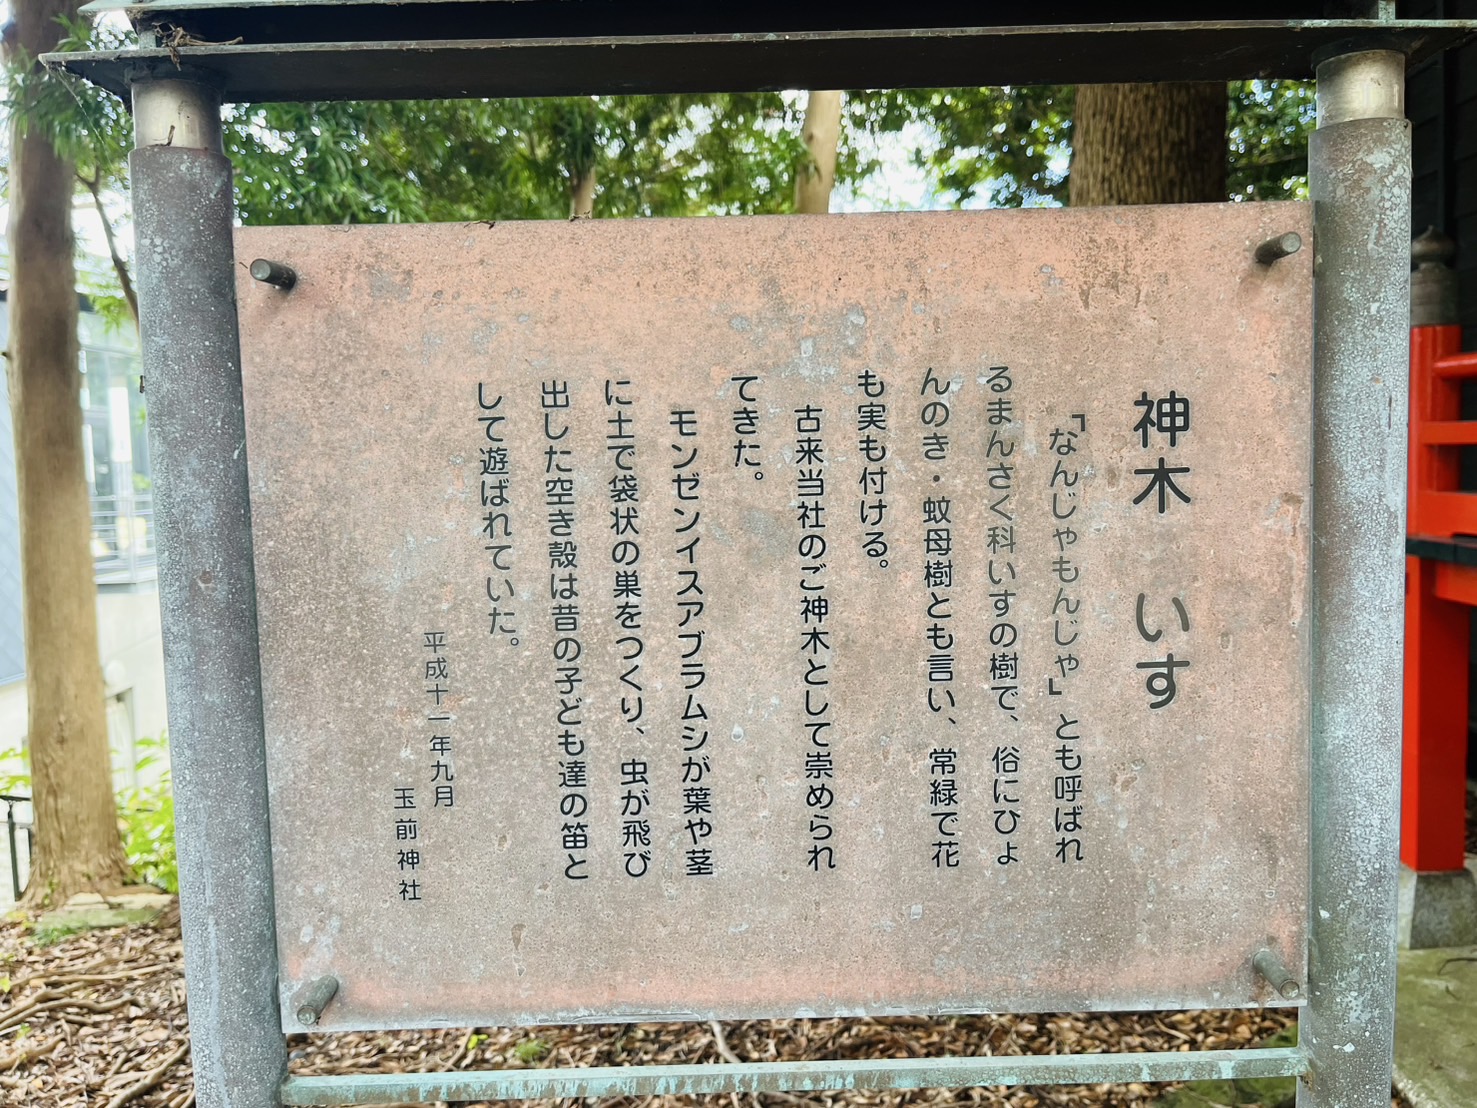 神木　いす
「なんじゃもんじゃ」とも呼ばれ
るまんさく科いすの樹で、俗にひょ
んのき・蚊母樹とも言い、常緑で花
も実も付ける。
古来当社のご神木として崇められ
てきた。
モンゼンイスアブラムシが葉や茎
に土で袋状の巣をつくり、虫が飛び
出した空き殻は昔の子ども達の笛と
して遊ばれていた。
平成十一年九月
玉前神社